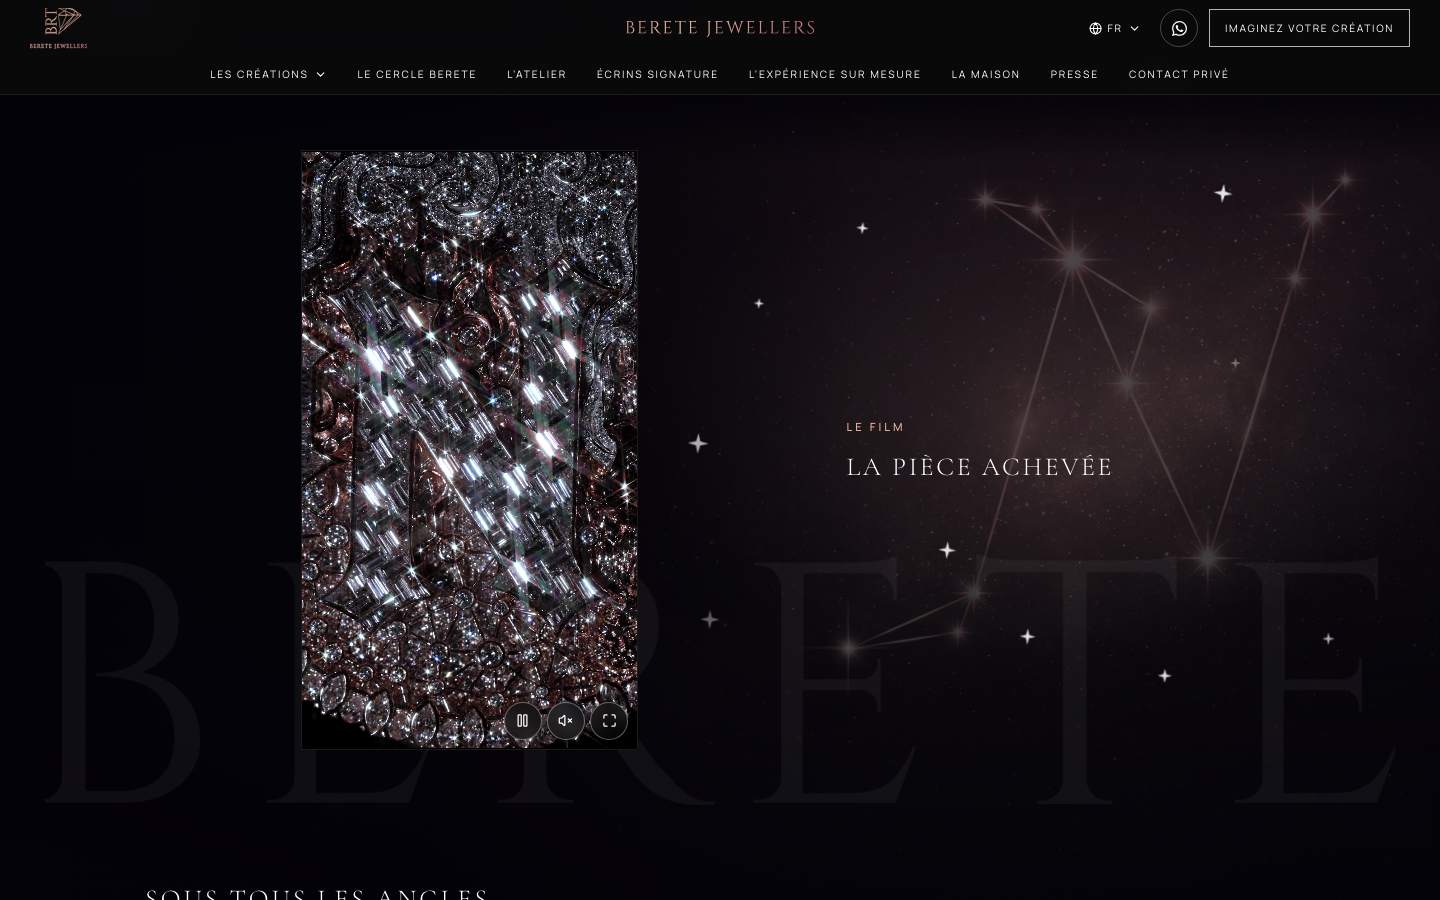 BRT
BERETE JEWELLERS
BERETE JEWELLERS
FR
IMAGINEZ VOTRE CRÉATION
LES CRÉATIONS
LE CERCLE BERETE
L'ATELIER
ÉCRINS SIGNATURE
L'EXPÉRIENCE SUR MESURE
LA MAISON
PRESSE
CONTACT PRIVÉ
LE FILM
LA PIÈCE ACHEVÉE
BERETE
SOUS TOUS LES ANGLES